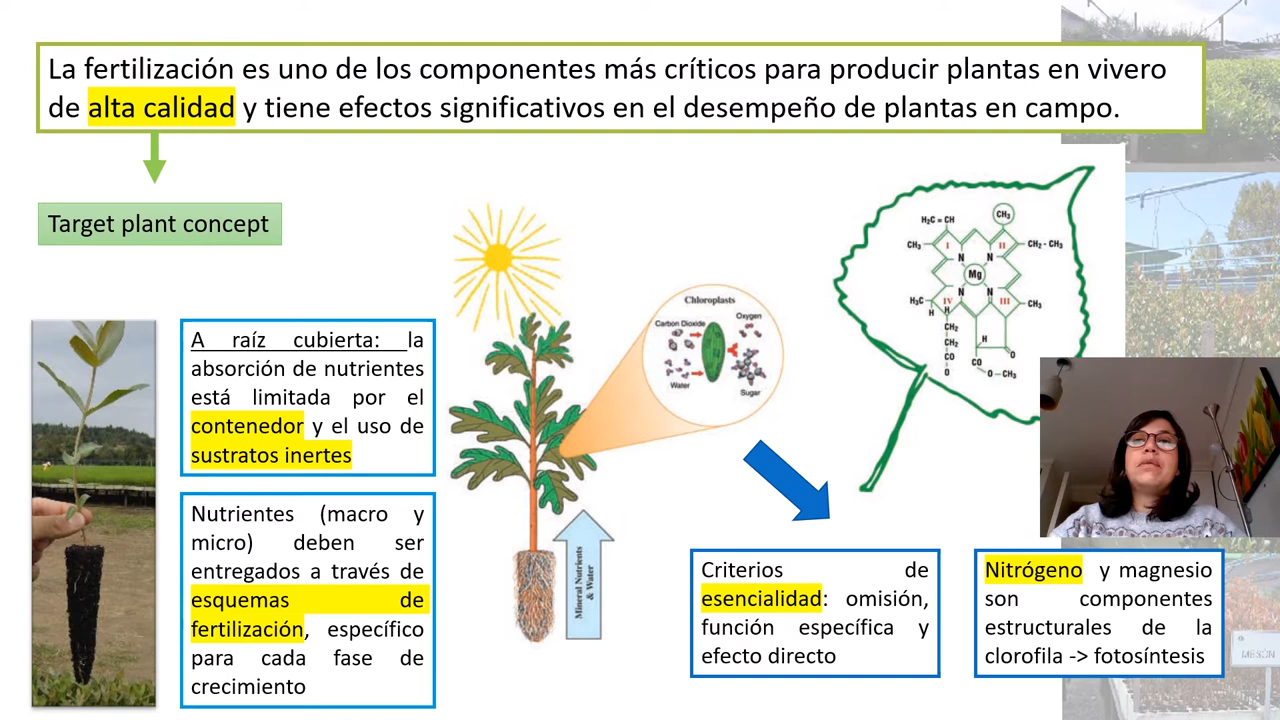 La fertilización es uno de los componentes más críticos para producir plantas en vivero
de alta calidad y tiene efectos significativos en el desempeño de plantas en campo.
Target plant concept
A raíz cubierta: la
absorción de nutrientes
está limitada por el
contenedor y el uso de
sustratos inertes
Nutrientes (macro y
micro) deben ser
entregados a través de
esquemas de
fertilización, específico
para cada fase de
crecimiento
Chloroplasts
Carbon Dioxide
Oxygen
Water
Sugar
Mineral Nutrients
& Water
H₂C = CH
CH₃
CH₃
I
II
CH₂ - CH₃
N
N
Mg
N
N
H₃C
IV
III
CH₃
H
H
CH₂
CH₂
CO
O
H
CO
O
O - CH₃
Criterios de
esencialidad: omisión,
función específica y
efecto directo
Nitrógeno y magnesio
son componentes
estructurales de la
clorofila -> fotosíntesis
MESÓN